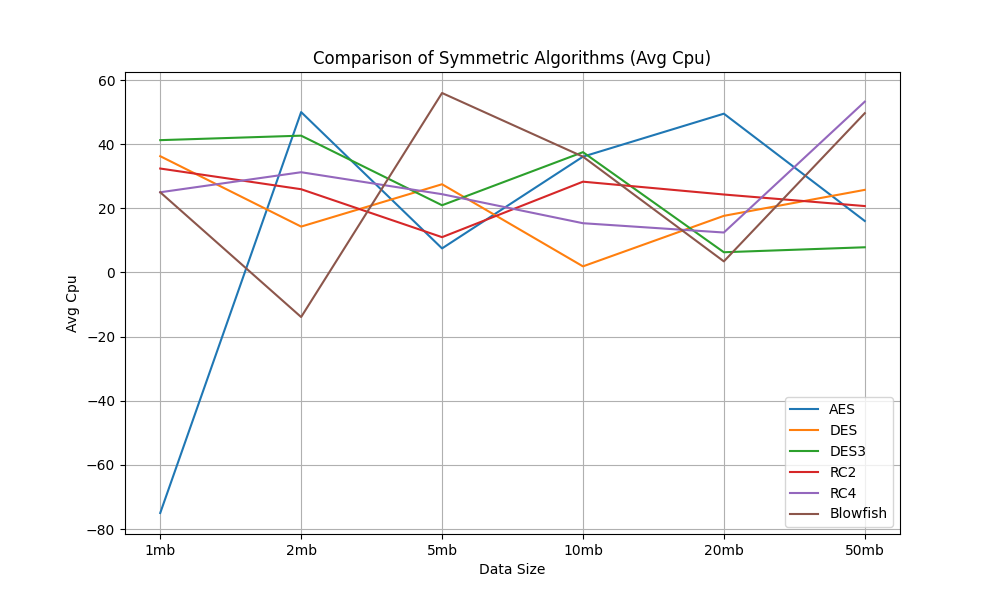 Comparison of Symmetric Algorithms (Avg Cpu)
60
40
20
0
−20
−40
−60
−80
Avg Cpu
1mb
2mb
5mb
10mb
20mb
50mb
Data Size
AES
DES
DES3
RC2
RC4
Blowfish